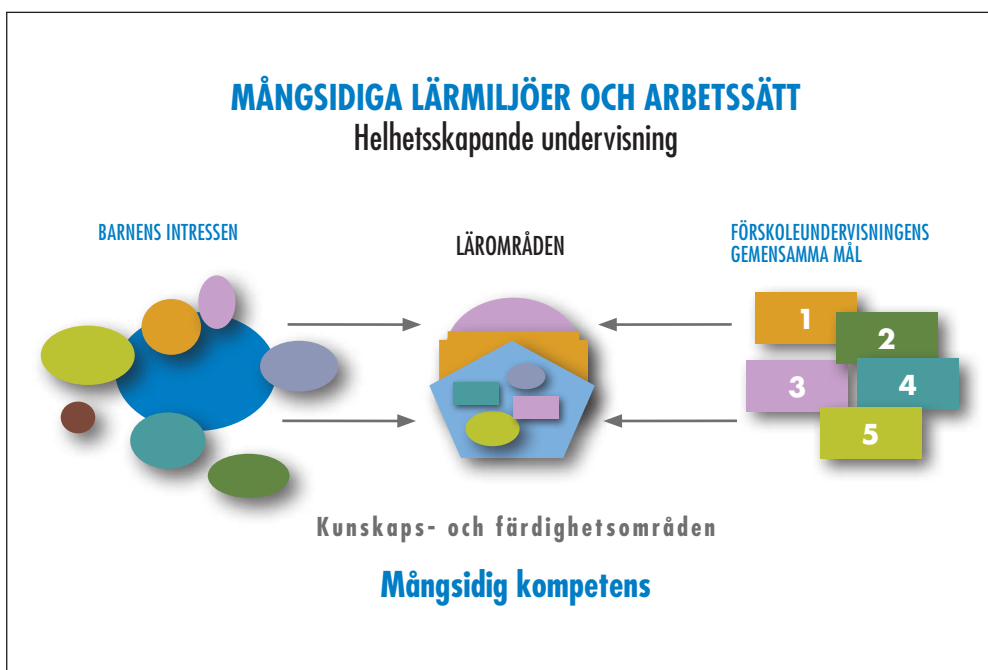 MÅNGSIDIGA LÄRMILJÖER OCH ARBETSSÄTT
Helhetsskapande undervisning
BARNENS INTRESSEN
LÄROMRÅDEN
FÖRSKOLEUNDERVISNINGENS
GEMENSAMMA MÅL
1
2
3
4
5
Kunskaps- och färdighetsområden
Mångsidig kompetens